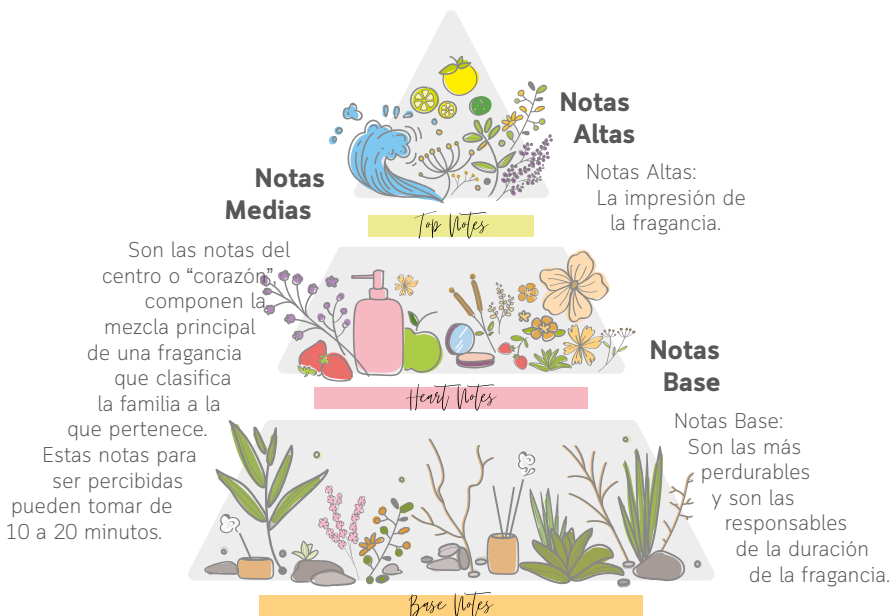 Notas
Altas
Notas Altas:
La impresión de
la fragancia.
Top Notes
Notas
Medias
Son las notas del
centro o “corazón”,
componen la
mezcla principal
de una fragancia
que clasifica
la familia a la
que pertenece.
Estas notas para
ser percibidas
pueden tomar de
10 a 20 minutos.
Heart Notes
Notas
Base
Notas Base:
Son las más
perdurables
y son las
responsables
de la duración
de la fragancia.
Base Notes